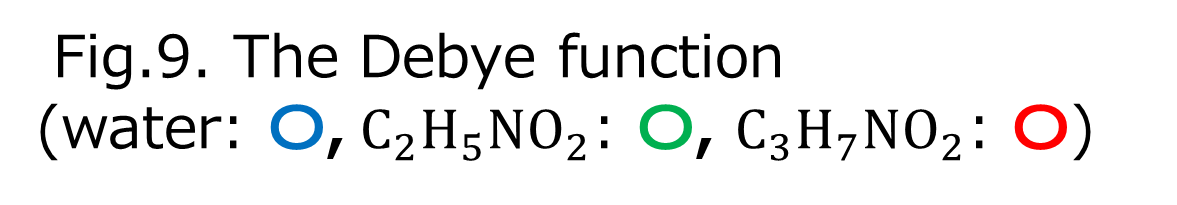 Fig.9. The Debye function
(water: O, C₂H₅NO₂: O, C₃H₇NO₂: O)